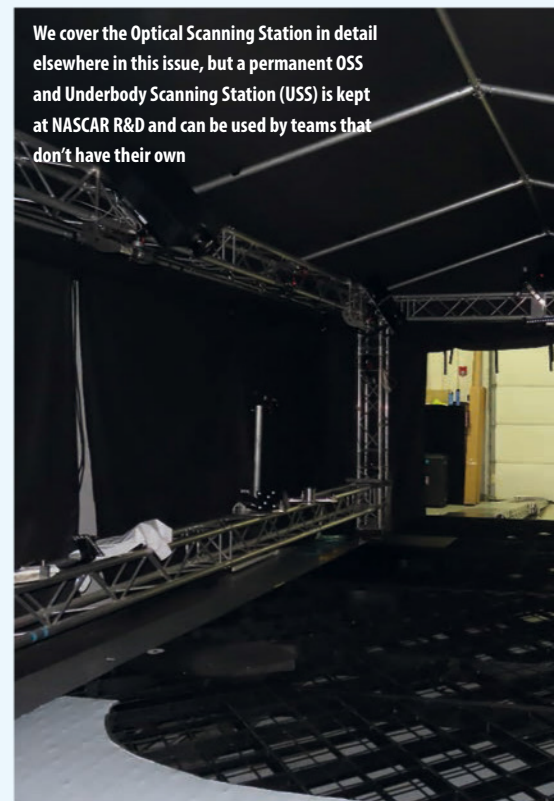 We cover the Optical Scanning Station in detail
elsewhere in this issue, but a permanent OSS
and Underbody Scanning Station (USS) is kept
at NASCAR R&D and can be used by teams that
don’t have their own